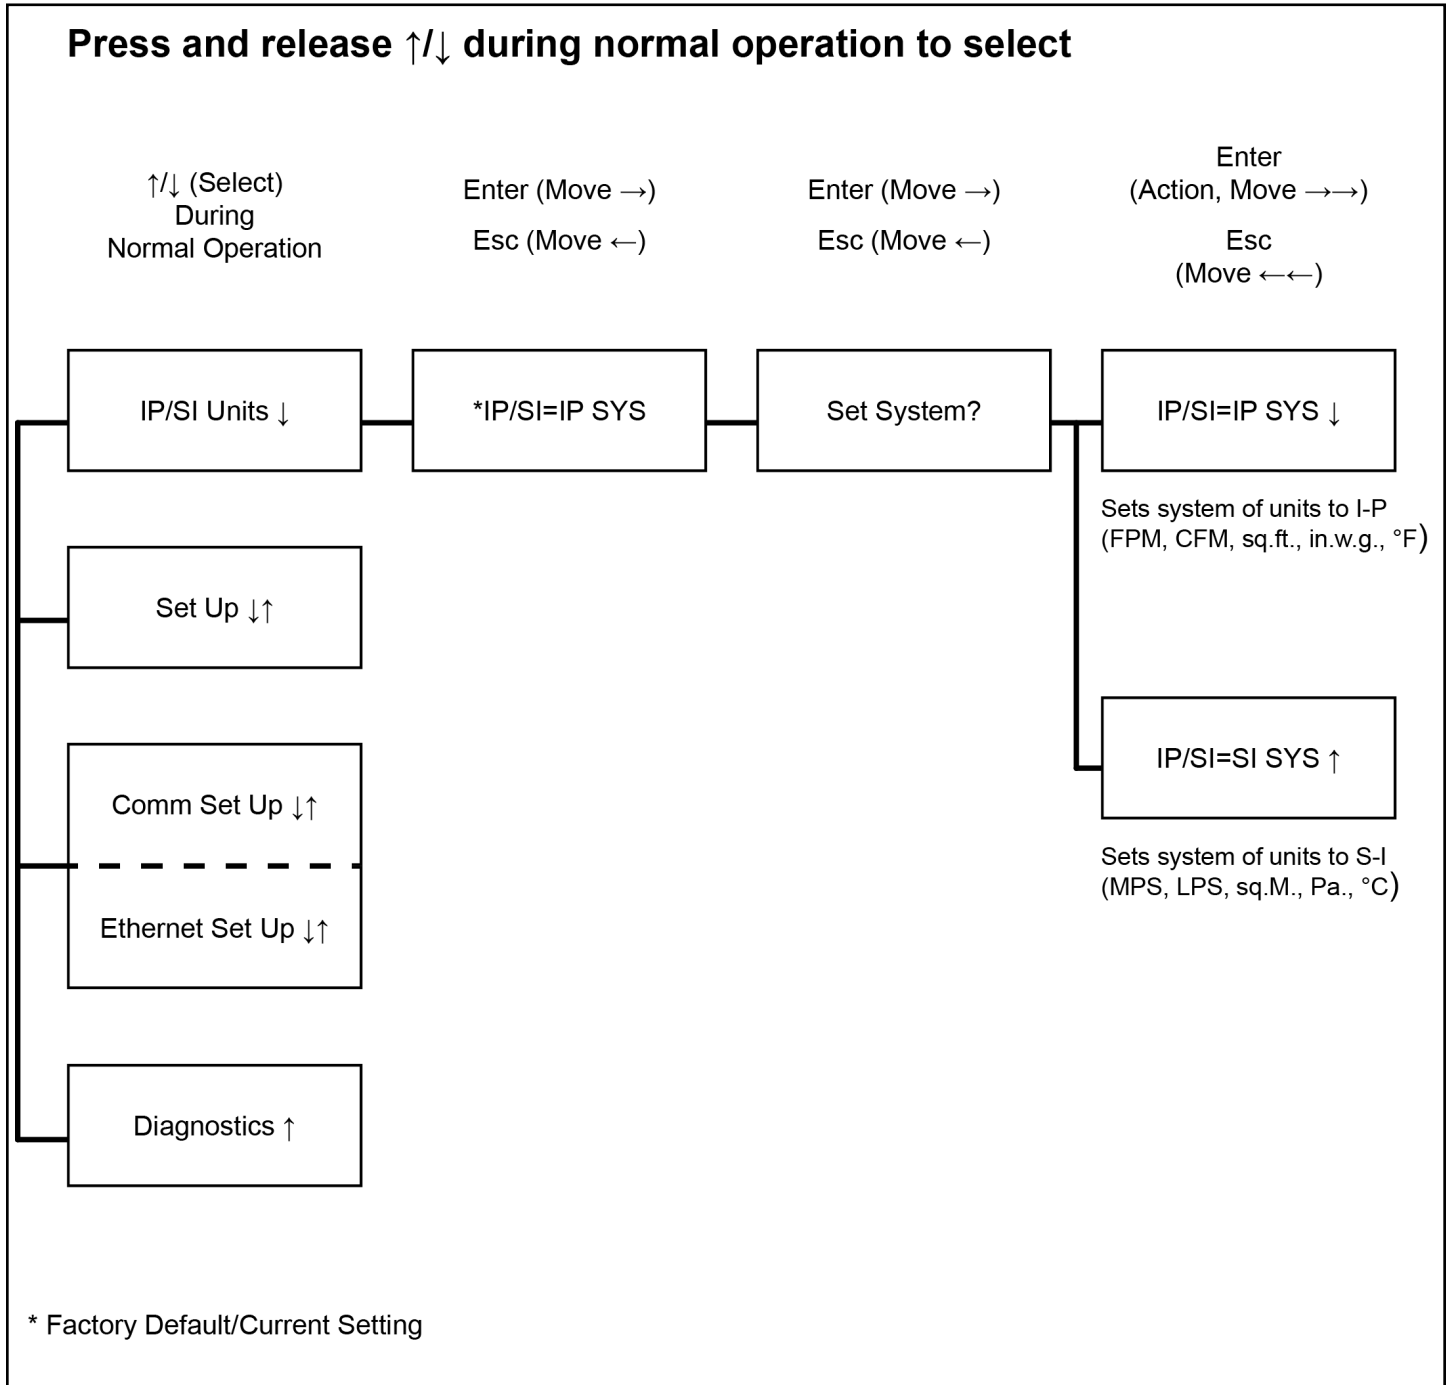 Press and release ↑/↓ during normal operation to select
↑/↓ (Select)
During
Normal Operation
Enter (Move →)
Esc (Move ←)
Enter (Move →)
Esc (Move ←)
Enter
(Action, Move →→)
Esc
(Move ←←)
IP/SI Units ↓
*IP/SI=IP SYS
Set System?
IP/SI=IP SYS ↓
Sets system of units to I-P
(FPM, CFM, sq.ft., in.w.g., °F)
Set Up ↓↑
IP/SI=SI SYS ↑
Sets system of units to S-I
(MPS, LPS, sq.M., Pa., °C)
Comm Set Up ↓↑
Ethernet Set Up ↓↑
Diagnostics ↑
* Factory Default/Current Setting